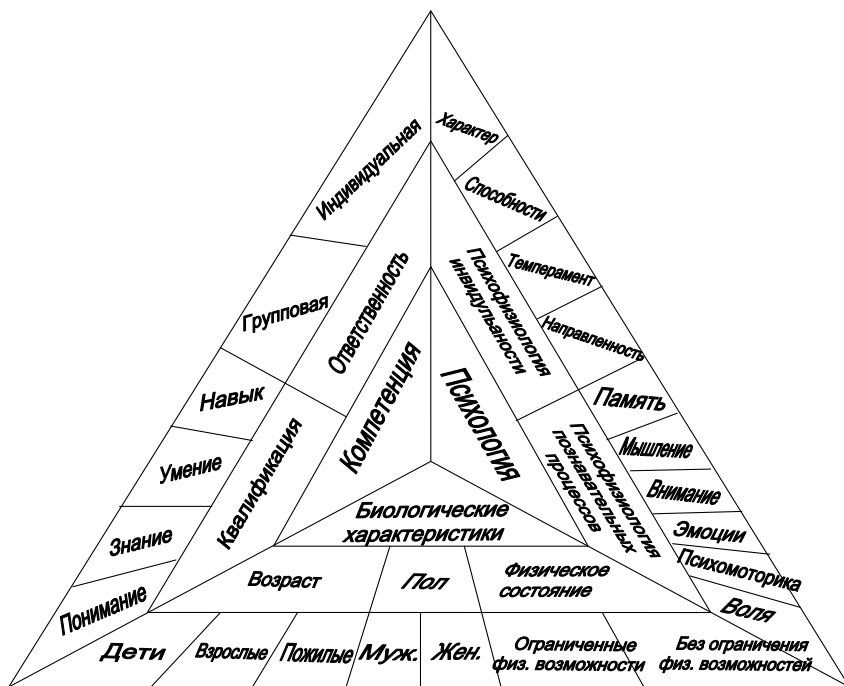 Индивидуальная
Групповая
Навык
Умение
Знание
Понимание
Ответственность
Квалификация
Компетенция
Характер
Способности
Темперамент
Направленность
Память
Мышление
Внимание
Эмоции
Психомоторика
Воля
Психофизиология
инвидульаности
Психофизиология
познавательных
процессов
Психология
Биологические
характеристики
Возраст
Пол
Физическое
состояние
Дети
Взрослые
Пожилые
Муж.
Жен.
Ограниченные
физ. возможности
Без ограничения
физ. возможностей